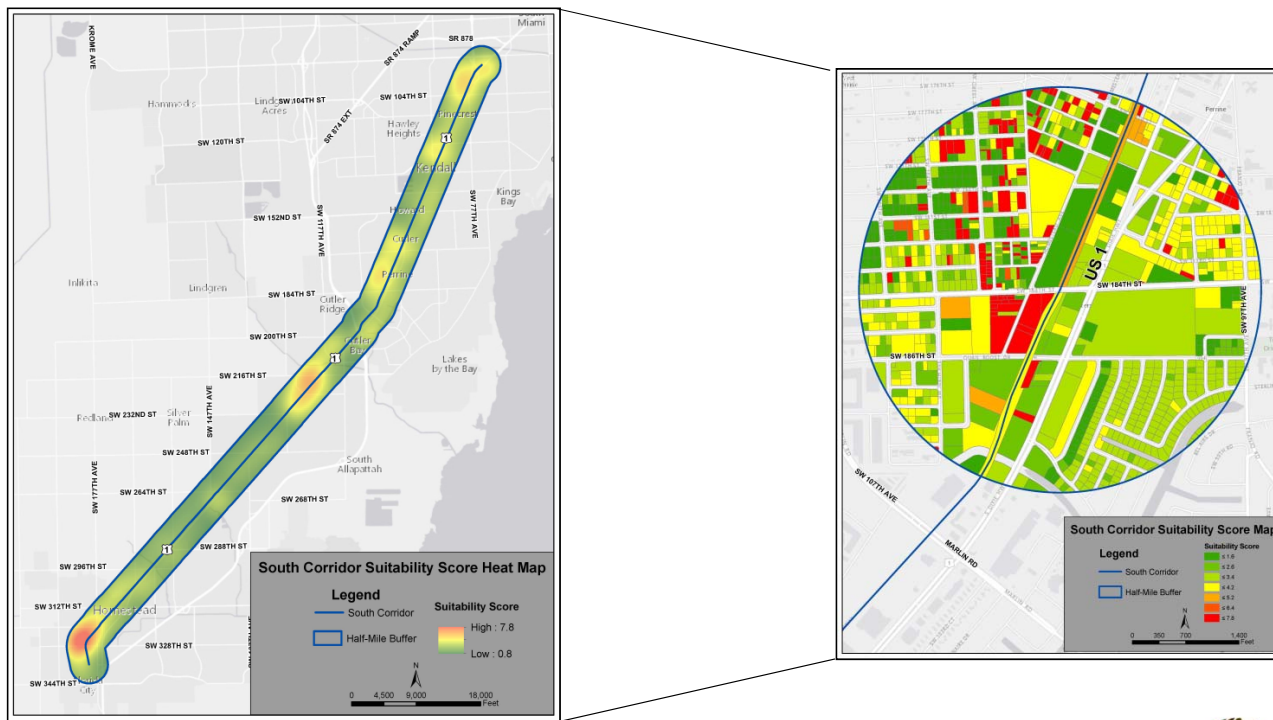 South
Miami
SR 878
KROME AVE
SR 874 RAMP
Hammocks
SW 104TH ST
SW 104TH ST
Pinecrest
Hawley
Heights
SR 874 EXT
1
SW 120TH ST
Kendall
Kings
Bay
SW 77TH AVE
SW 152ND ST
SW 117TH AVE
Howard
Cutler
Perrine
Lindgren
SW 184TH ST
Cutler
Ridge
SW 200TH ST
1
Lakes
by the Bay
SW 216TH ST
SW 147TH AVE
Redland
SW 232ND ST
Silver
Palm
SW 248TH ST
South
Allapattah
SW 177TH AVE
SW 264TH ST
SW 268TH ST
1
SW 288TH ST
SW 296TH ST
SW 312TH ST
Homestead
SW 328TH ST
SW 344TH ST
City
South Corridor Suitability Score Heat Map
Legend
South Corridor
Half-Mile Buffer
Suitability Score
High : 7.8
Low : 0.8
N
0 4,500 9,000 18,000
Feet
SW 176TH ST
Perrine
US 1
SW 184TH ST
SW 97TH AVE
SW 186TH ST
SW 107TH AVE
MARLIN RD
1
South Corridor Suitability Score Map
Legend
South Corridor
Half-Mile Buffer
Suitability Score
≤ 1.6
≤ 2.6
≤ 3.4
≤ 4.2
≤ 5.2
≤ 6.4
≤ 7.8
N
0 350 700 1,400
Feet